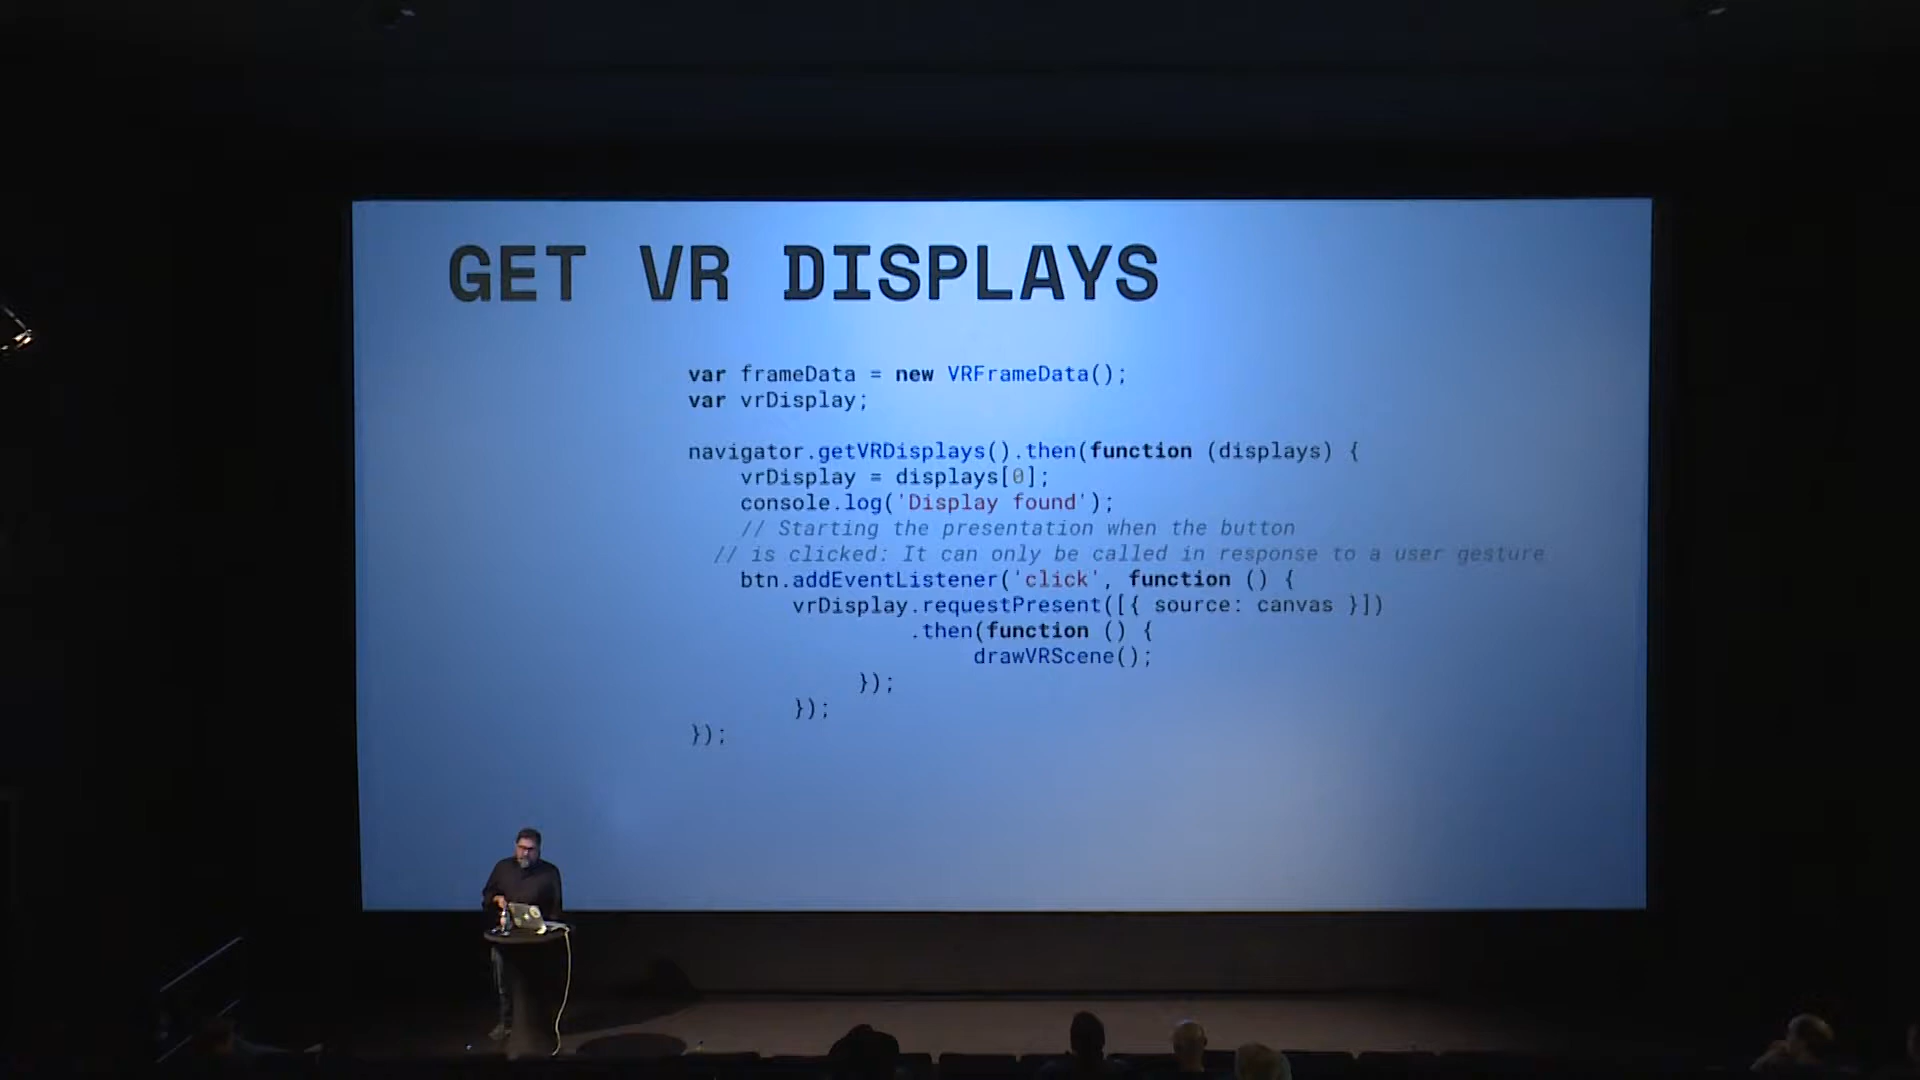 GET VR DISPLAYS
var frameData = new VRFrameData();
var vrDisplay;
navigator.getVRDisplays().then(function (displays) {
vrDisplay = displays[0];
console.log('Display found');
// Starting the presentation when the button
// is clicked: It can only be called in response to a user gesture
btn.addEventListener('click', function () {
vrDisplay.requestPresent([{ source: canvas }])
.then(function () {
drawVRScene();
});
});
});